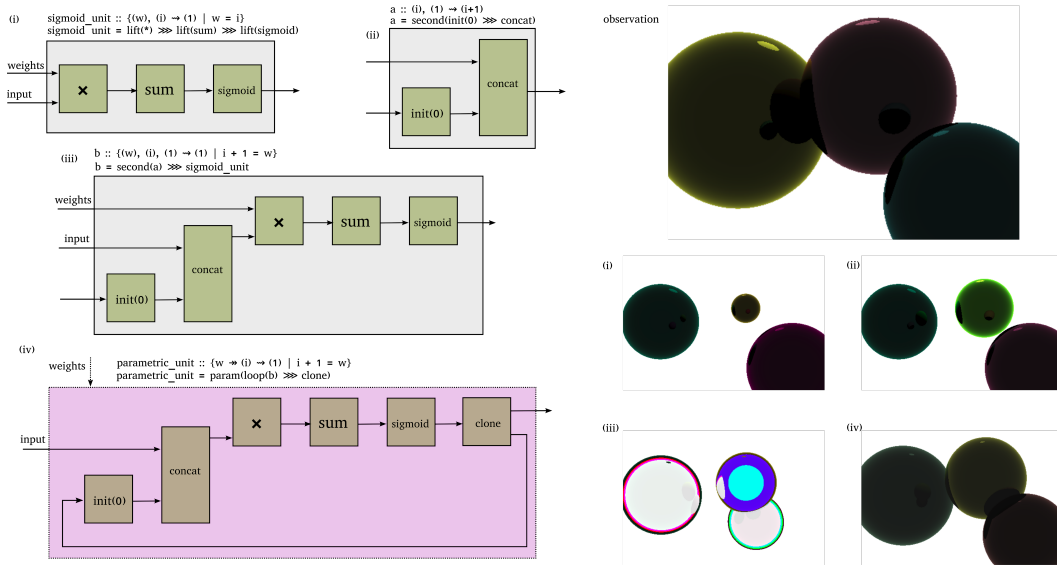 (i)
sigmoid_unit :: {(w), (i) ⤳ (1) | w = i}
sigmoid_unit = lift(*) ⋙ lift(sum) ⋙ lift(sigmoid)
weights
input
×
sum
sigmoid
a :: (i), (1) ⤳ (i+1)
a = second(init(0) ⋙ concat)
(ii)
concat
init(0)
(iii)
b :: {(w), (i), (1) ⤳ (1) | i + 1 = w}
b = second(a) ⋙ sigmoid_unit
weights
input
init(0)
concat
×
sum
sigmoid
(iv)
weights
parametric_unit :: {w ↠ (i) ⤳ (1) | i + 1 = w}
parametric_unit = param(loop(b) ⋙ clone)
input
init(0)
concat
×
sum
sigmoid
clone
observation
(i)
(ii)
(iii)
(iv)